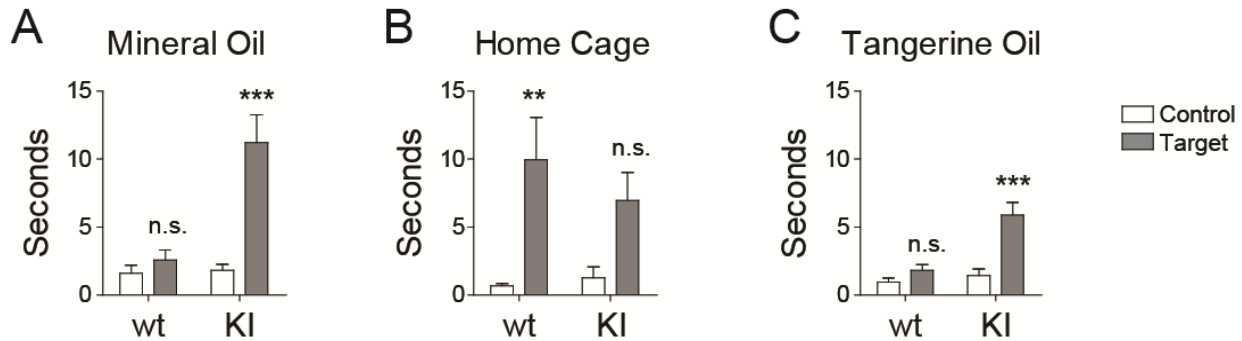 A Mineral Oil
Seconds
15
10
5
0
n.s.
***
wt KI
B Home Cage
Seconds
15
10
5
0
**
n.s.
wt KI
C Tangerine Oil
Seconds
15
10
5
0
n.s.
***
wt KI
Control
Target